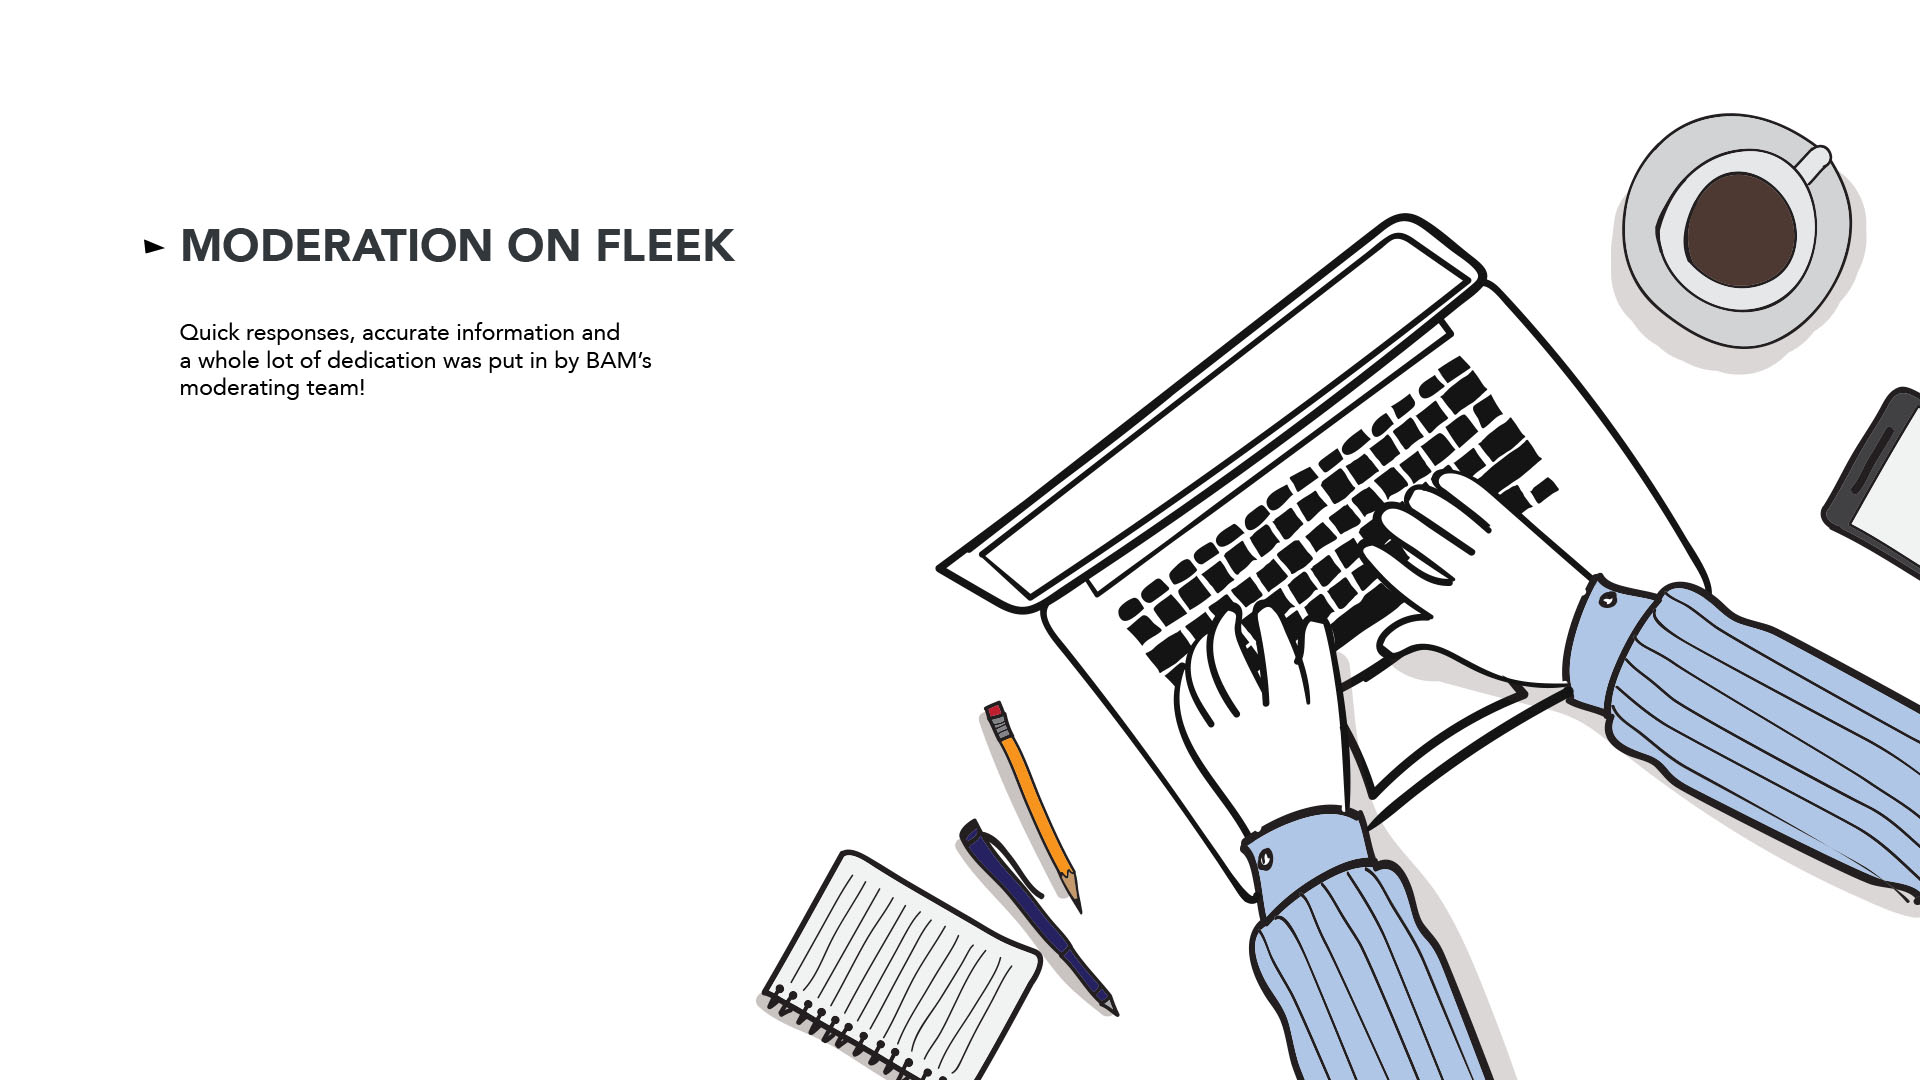 MODERATION ON FLEEK
Quick responses, accurate information and
a whole lot of dedication was put in by BAM’s
moderating team!